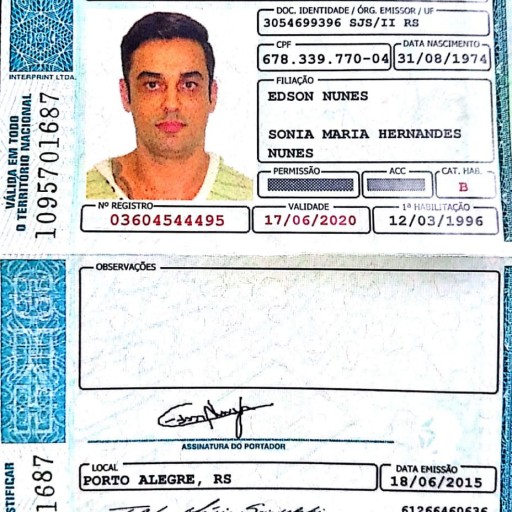 DOC. IDENTIDADE / ÓRG. EMISSOR / UF
3054699396 SJS/II RS
CPF
678.339.770-04
DATA NASCIMENTO
31/08/1974
FILIAÇÃO
EDSON NUNES
SONIA MARIA HERNANDES
NUNES
PERMISSÃO
ACC
CAT. HAB.
B
Nº REGISTRO
03604544495
VALIDADE
17/06/2020
1ª HABILITAÇÃO
12/03/1996
INTERPRINT LTDA.
VÁLIDA EM TODO
O TERRITÓRIO NACIONAL
1095701687
OBSERVAÇÕES
ASSINATURA DO PORTADOR
LOCAL
PORTO ALEGRE, RS
DATA EMISSÃO
18/06/2015
61266460636
STIFICAR
1687